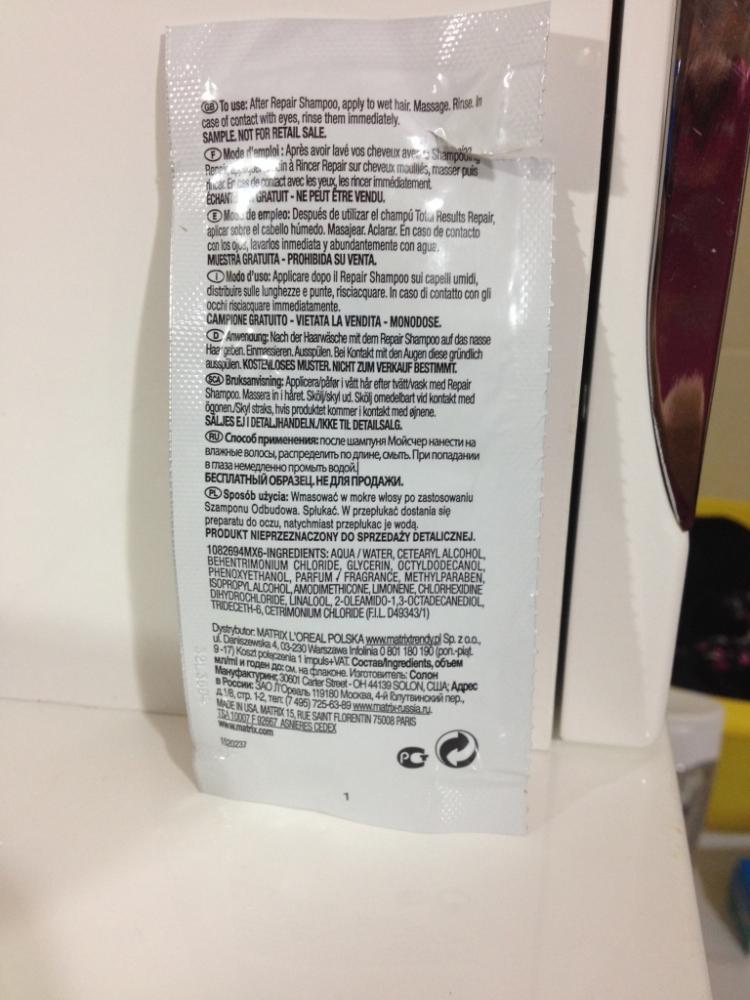 GB To use: After Repair Shampoo, apply to wet hair. Massage. Rinse. In
case of contact with eyes, rinse them immediately.
SAMPLE. NOT FOR RETAIL SALE.
F Mode d'emploi : Après avoir lavé vos cheveux Shampooing
à Rincer Repair sur cheveux mouillés, masser puis
En cas de contact avec les yeux, les rincer immédiatement.
GRATUIT - NE PEUT ÊTRE VENDU.
E de empleo: Después de utilizar el champú Total Results Repair,
aplicar sobre el cabello húmedo. Masajear. Aclarar. En caso de contacto
con los ojos, lavarlos inmediata y abundantemente con agua.
MUESTRA GRATUITA - PROHIBIDA SU VENTA.
I Modo d'uso: Applicare dopo il Repair Shampoo sui capelli umidi,
distribuire sulle lunghezze e punte, risciacquare. In caso di contatto con gli
occhi risciacquare immediatamente.
CAMPIONE GRATUITO - VIETATA LA VENDITA - MONODOSE.
D Anwendung: Nach der Haarwäsche mit dem Repair Shampoo auf das nasse
Haar geben. Einmassieren. Ausspülen. Bei Kontakt mit den Augen diese gründlich
ausspülen. KOSTENLOSES MUSTER. NICHT ZUM VERKAUF BESTIMMT.
SCA Bruksanvisning: Applicera/påfør i vått hår efter tvätt/vask med Repair
Shampoo. Massera in i håret. Skölj/skyl ud. Skölj omedelbart vid kontakt med
ögonen./Skyl straks, hvis produktet kommer i kontakt med øjnene.
SÄLJES EJ I DETALJHANDELN./IKKE TIL DETAILSALG.
RU Способ применения: после шампуня Мойсчер нанести на
влажные волосы, распределить по длине, смыть. При попадании
в глаза немедленно промыть водой.
БЕСПЛАТНЫЙ ОБРАЗЕЦ. НЕ ДЛЯ ПРОДАЖИ.
PL Sposób użycia: Wmasować w mokre włosy po zastosowaniu
Szamponu Odbudowa. Spłukać. W przepłukać dostania się
preparatu do oczu, natychmiast przepłukac je wodą.
PRODUKT NIEPRZEZNACZONY DO SPRZEDAŻY DETALICZNEJ.
1082694MX6-INGREDIENTS: AQUA / WATER, CETEARYL ALCOHOL,
BEHENTRIMONIUM CHLORIDE, GLYCERIN, OCTYLDODECANOL,
PHENOXYETHANOL, PARFUM / FRAGRANCE, METHYLPARABEN,
ISOPROPYL ALCOHOL, AMODIMETHICONE, LIMONENE, CHLORHEXIDINE
DIHYDROCHLORIDE, LINALOOL, 2-OLEAMIDO-1,3-OCTADECANEDIOL,
TRIDECETH-6, CETRIMONIUM CHLORIDE (F.I.L. D49343/1)
Dystrybutor: MATRIX L'OREAL POLSKA www.matrixtrendy.pl Sp. z o.o.,
ul. Daniszewska 4, 03-230 Warszawa Infolinia 0 801 180 190 (pon.-piąt.
9 -17) Koszt połączenia 1 impuls+VAT. Состав/Ingredients, объем
мл/ml и годен до: см. на флаконе. Изготовитель: Солон
Мануфактуринг, 30601 Carter Street - OH 44139 SOLON, США; Адрес
в России: ЗАО Л'Ореаль 119180 Москва, 4-й Голутвинский пер.,
д.1/8, стр. 1-2, тел: (7 495) 725-63-89 www.matrix-russia.ru.
MADE IN USA. MATRIX 15, RUE SAINT FLORENTIN 75008 PARIS
TSA 10007 F 92667 ASNIERES CEDEX
www.matrix.com
1120237
РСТ
1